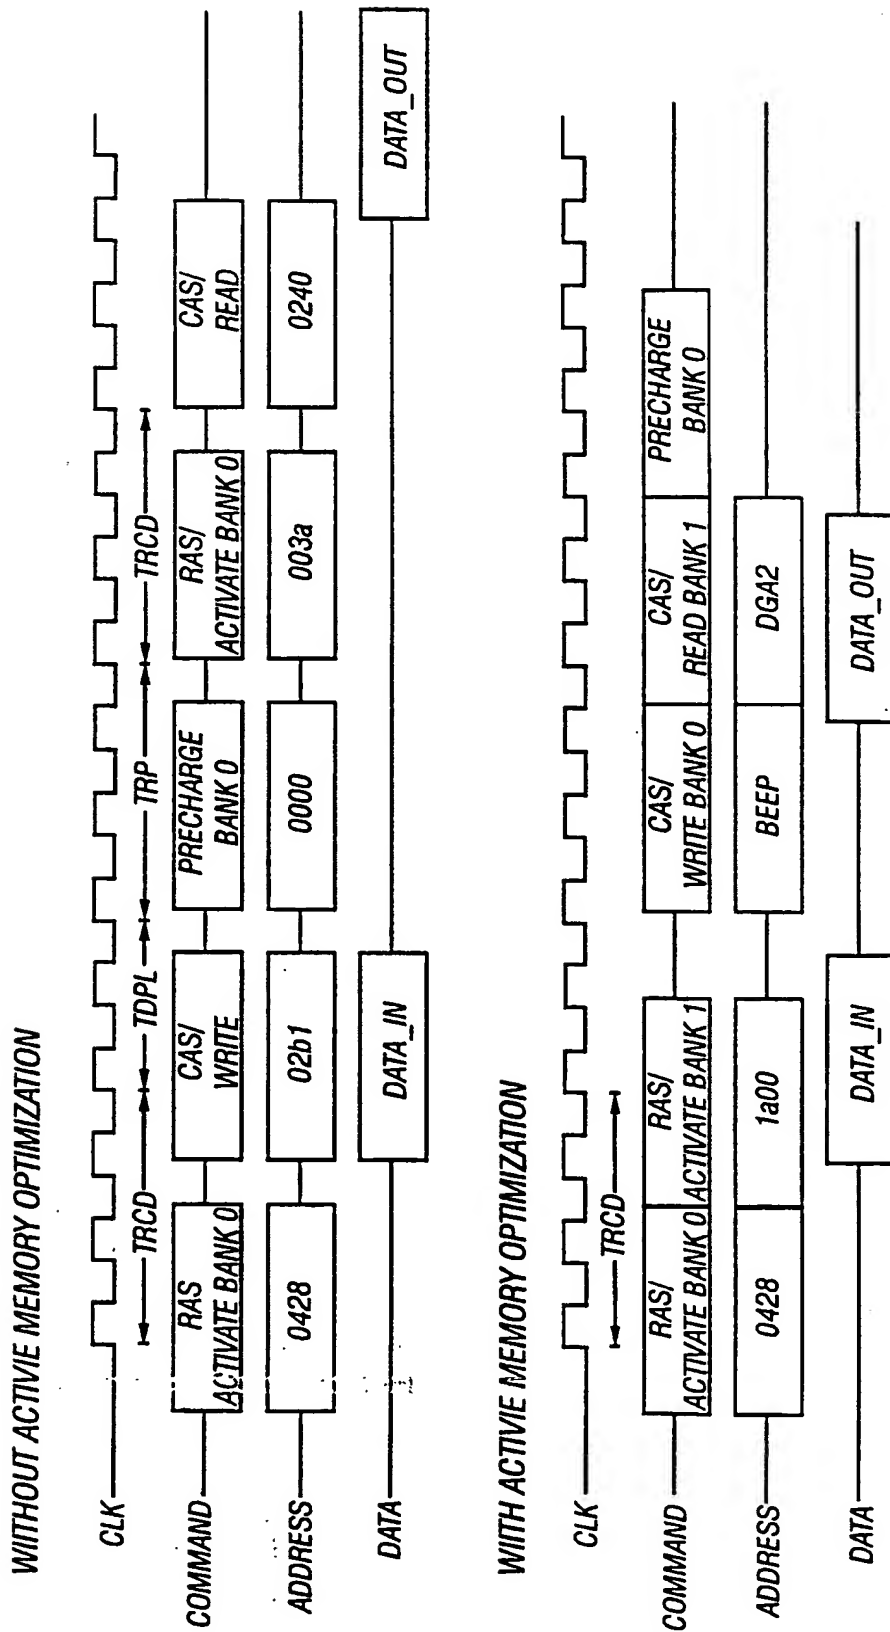 WIITHOUT ACTIVIE MEMORY OPTIMIZATION
CLK
TRCD
TDPL
TRP
TRCD
COMMAND
RAS
ACTIVATE BANK 0
CAS/
WRITE
PRECHARGE
BANK 0
RAS/
ACTIVATE BANK 0
CAS/
READ
ADDRESS
0428
02b1
0000
003a
0240
DATA
DATA_IN
DATA_OUT
WIITH ACTIVIE MEMORY OPTIMIZATION
CLK
TRCD
COMMAND
RAS/
ACTIVATE BANK 0
RAS/
ACTIVATE BANK 1
CAS/
WRITE BANK 0
CAS/
READ BANK 1
PRECHARGE
BANK 0
ADDRESS
0428
1a00
BEEP
DGA2
DATA
DATA_IN
DATA_OUT